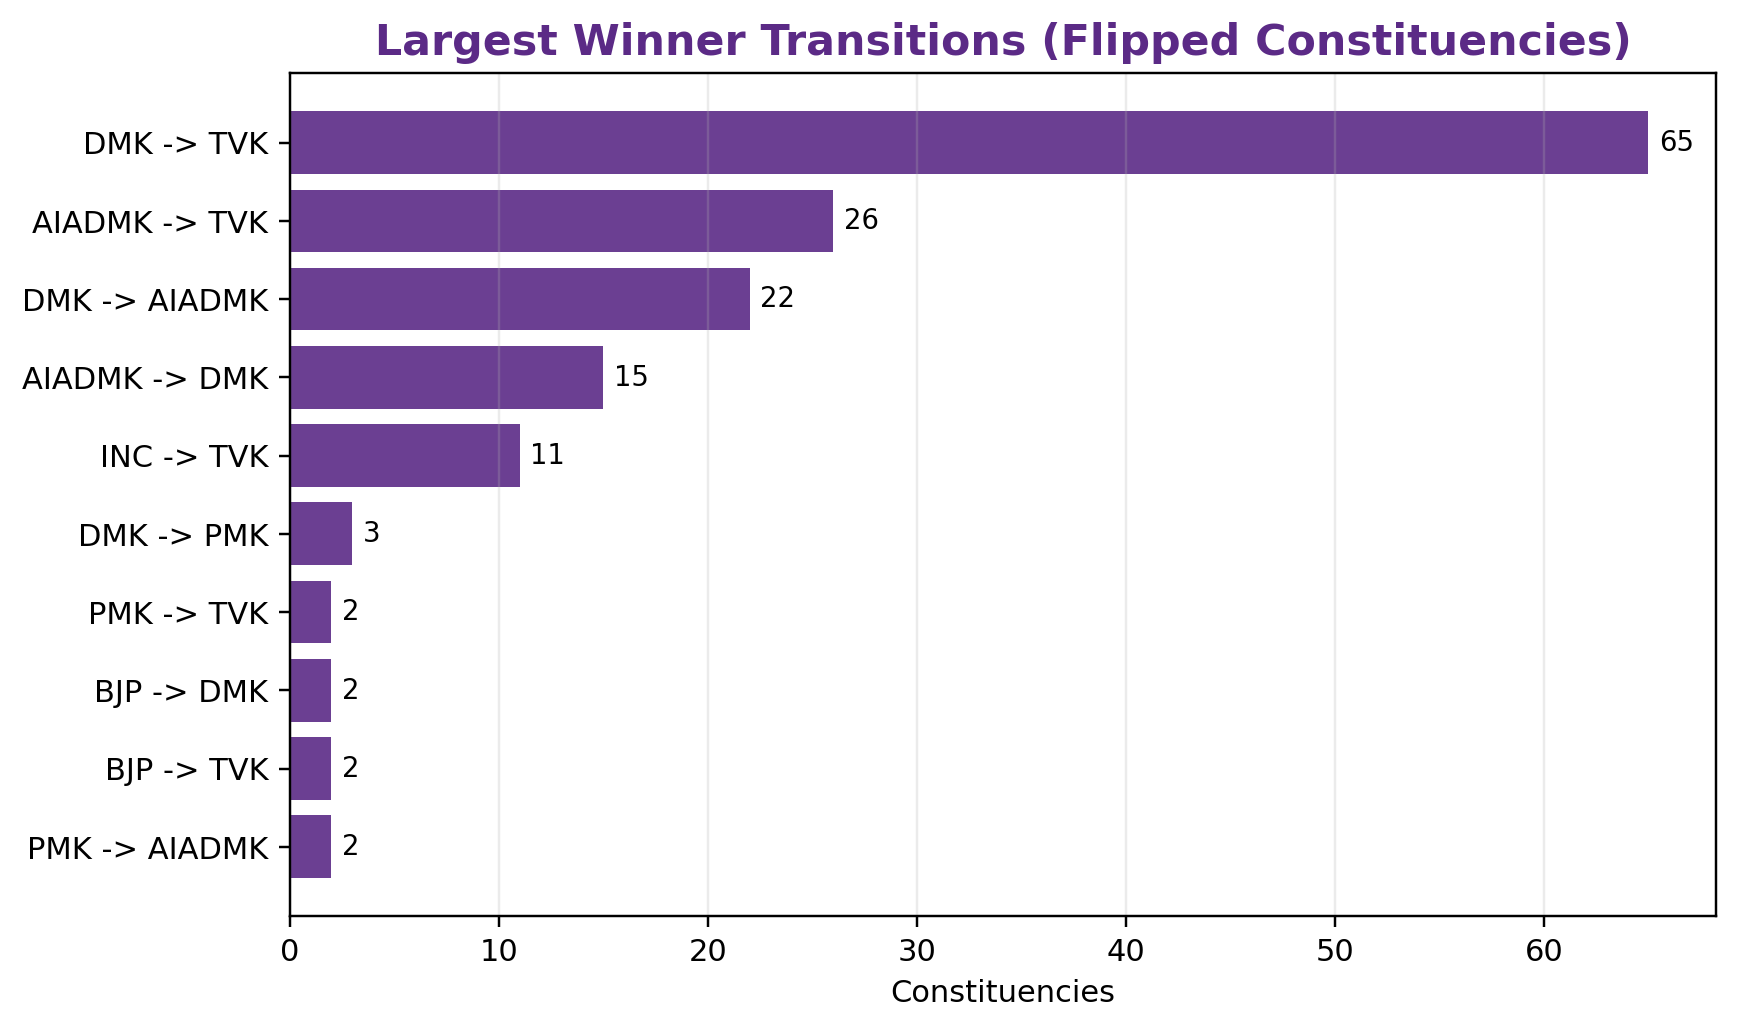 Largest Winner Transitions (Flipped Constituencies)
DMK -> TVK 65
AIADMK -> TVK 26
DMK -> AIADMK 22
AIADMK -> DMK 15
INC -> TVK 11
DMK -> PMK 3
PMK -> TVK 2
BJP -> DMK 2
BJP -> TVK 2
PMK -> AIADMK 2
0 10 20 30 40 50 60
Constituencies